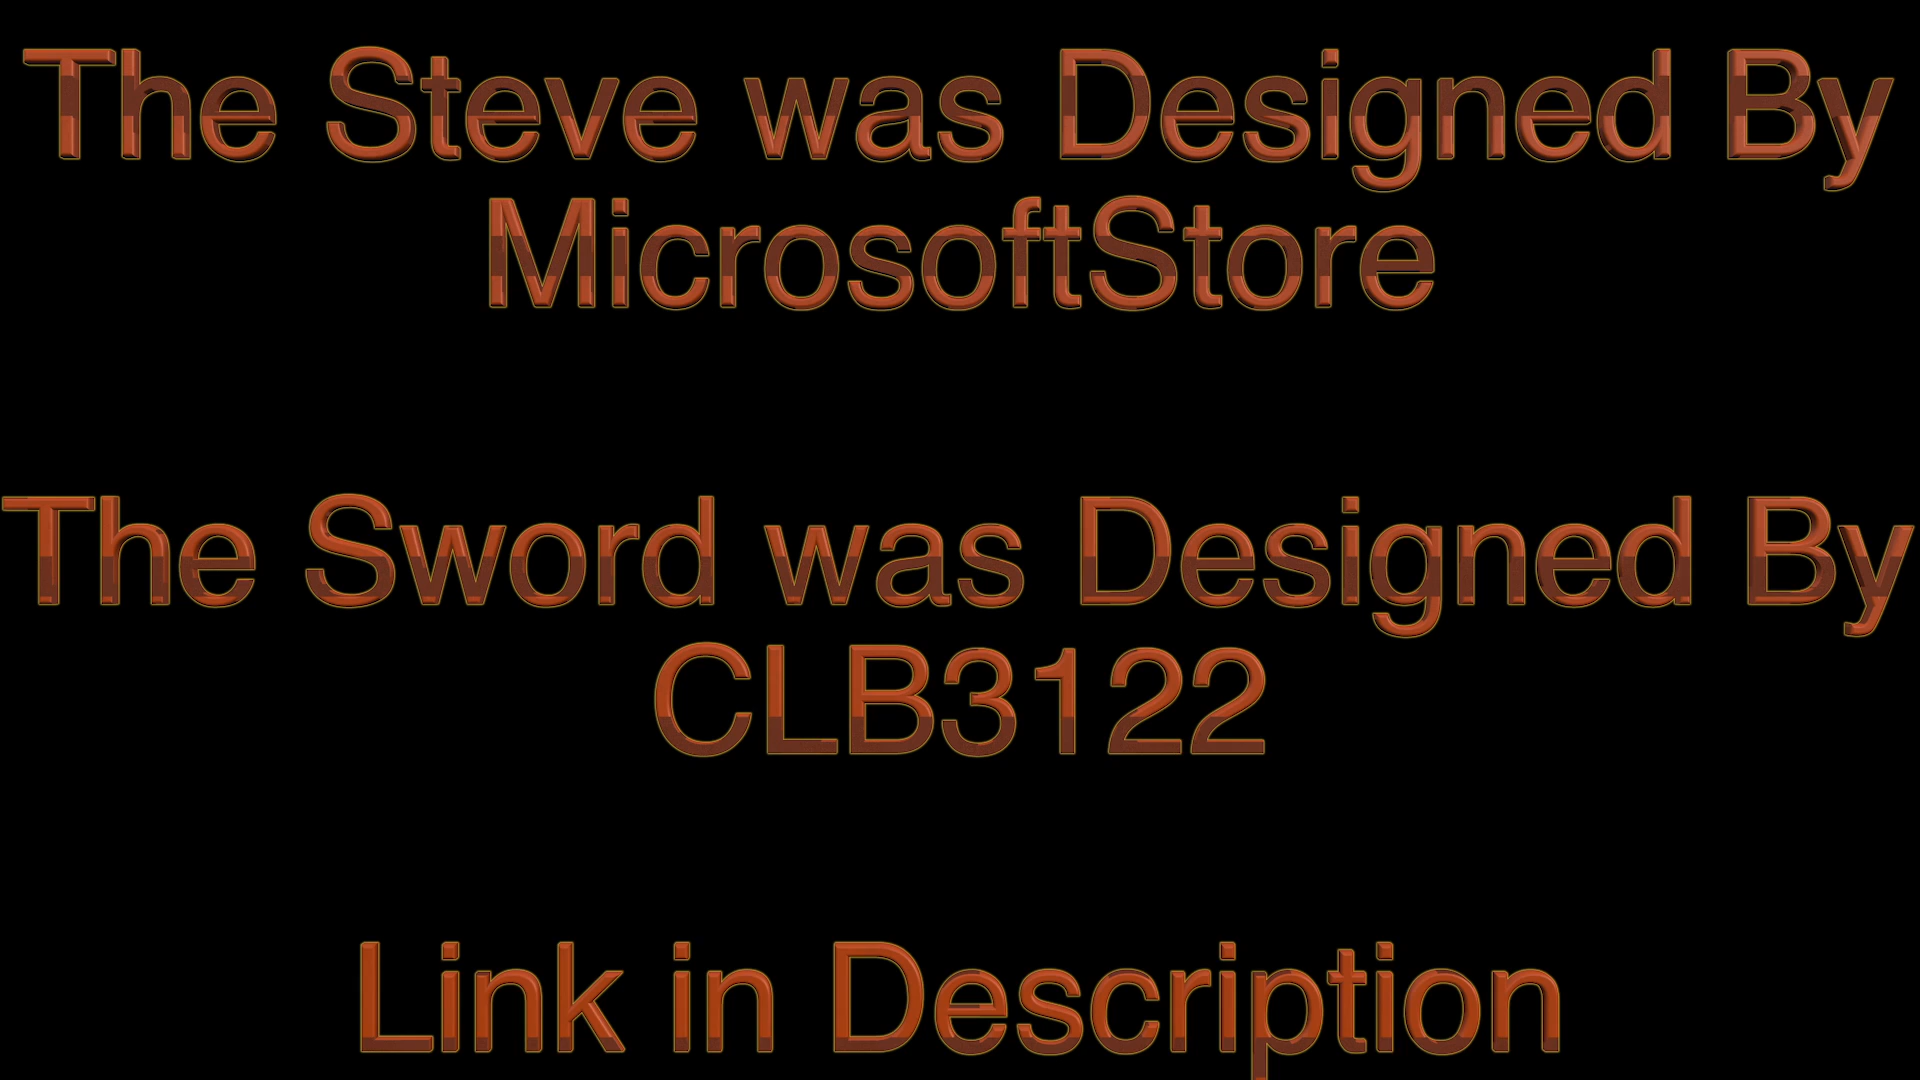 The Steve was Designed By
MicrosoftStore
The Sword was Designed By
CLB3122
Link in Description